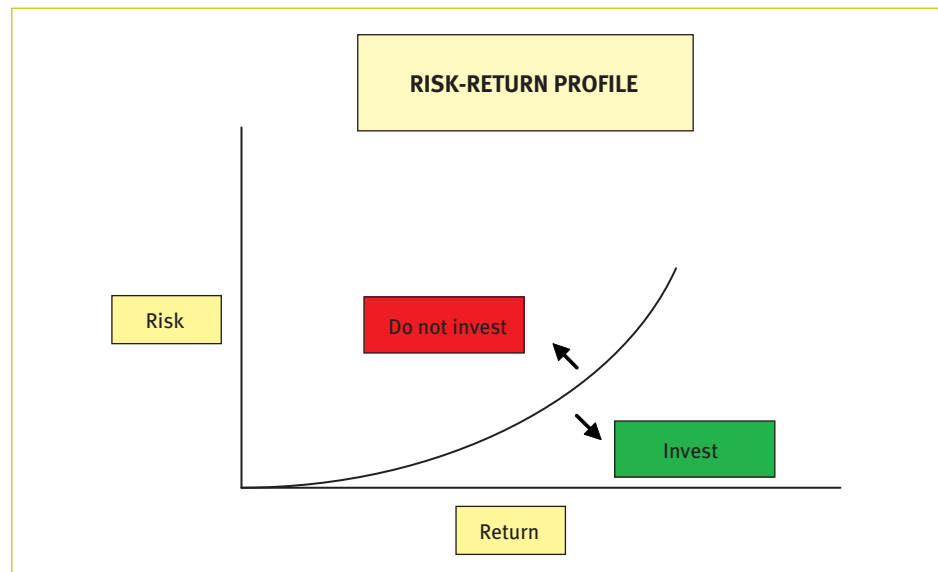 RISK-RETURN PROFILE
Risk
Do not invest
Invest
Return